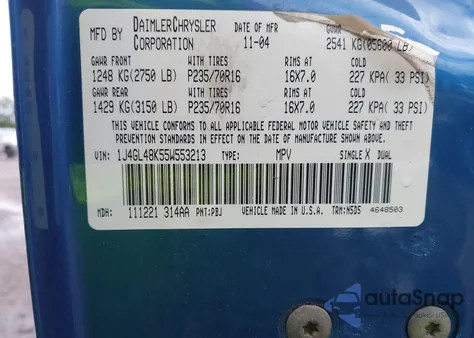 MFD BY DAIMLERCHRYSLER CORPORATION DATE OF MFR 11-04 GVWR 2541 KG(05600 LB)
GAWR FRONT WITH TIRES RIMS AT COLD
1248 KG(2750 LB) P235/70R16 16X7.0 227 KPA( 33 PSI)
GAWR REAR WITH TIRES RIMS AT COLD
1429 KG(3150 LB) P235/70R16 16X7.0 227 KPA( 33 PSI)
THIS VEHICLE CONFORMS TO ALL APPLICABLE FEDERAL MOTOR VEHICLE SAFETY, BUMPER AND THEFT
PREVENTION STANDARDS IN EFFECT ON THE DATE OF MANUFACTURE SHOWN ABOVE.
VIN: 1J4GL48K55W553213 TYPE: MPV SINGLE X DUAL
MDH: 111221 314AA PNT:PBJ VEHICLE MADE IN U.S.A. TRM:N5D5 4648503
autoSnap